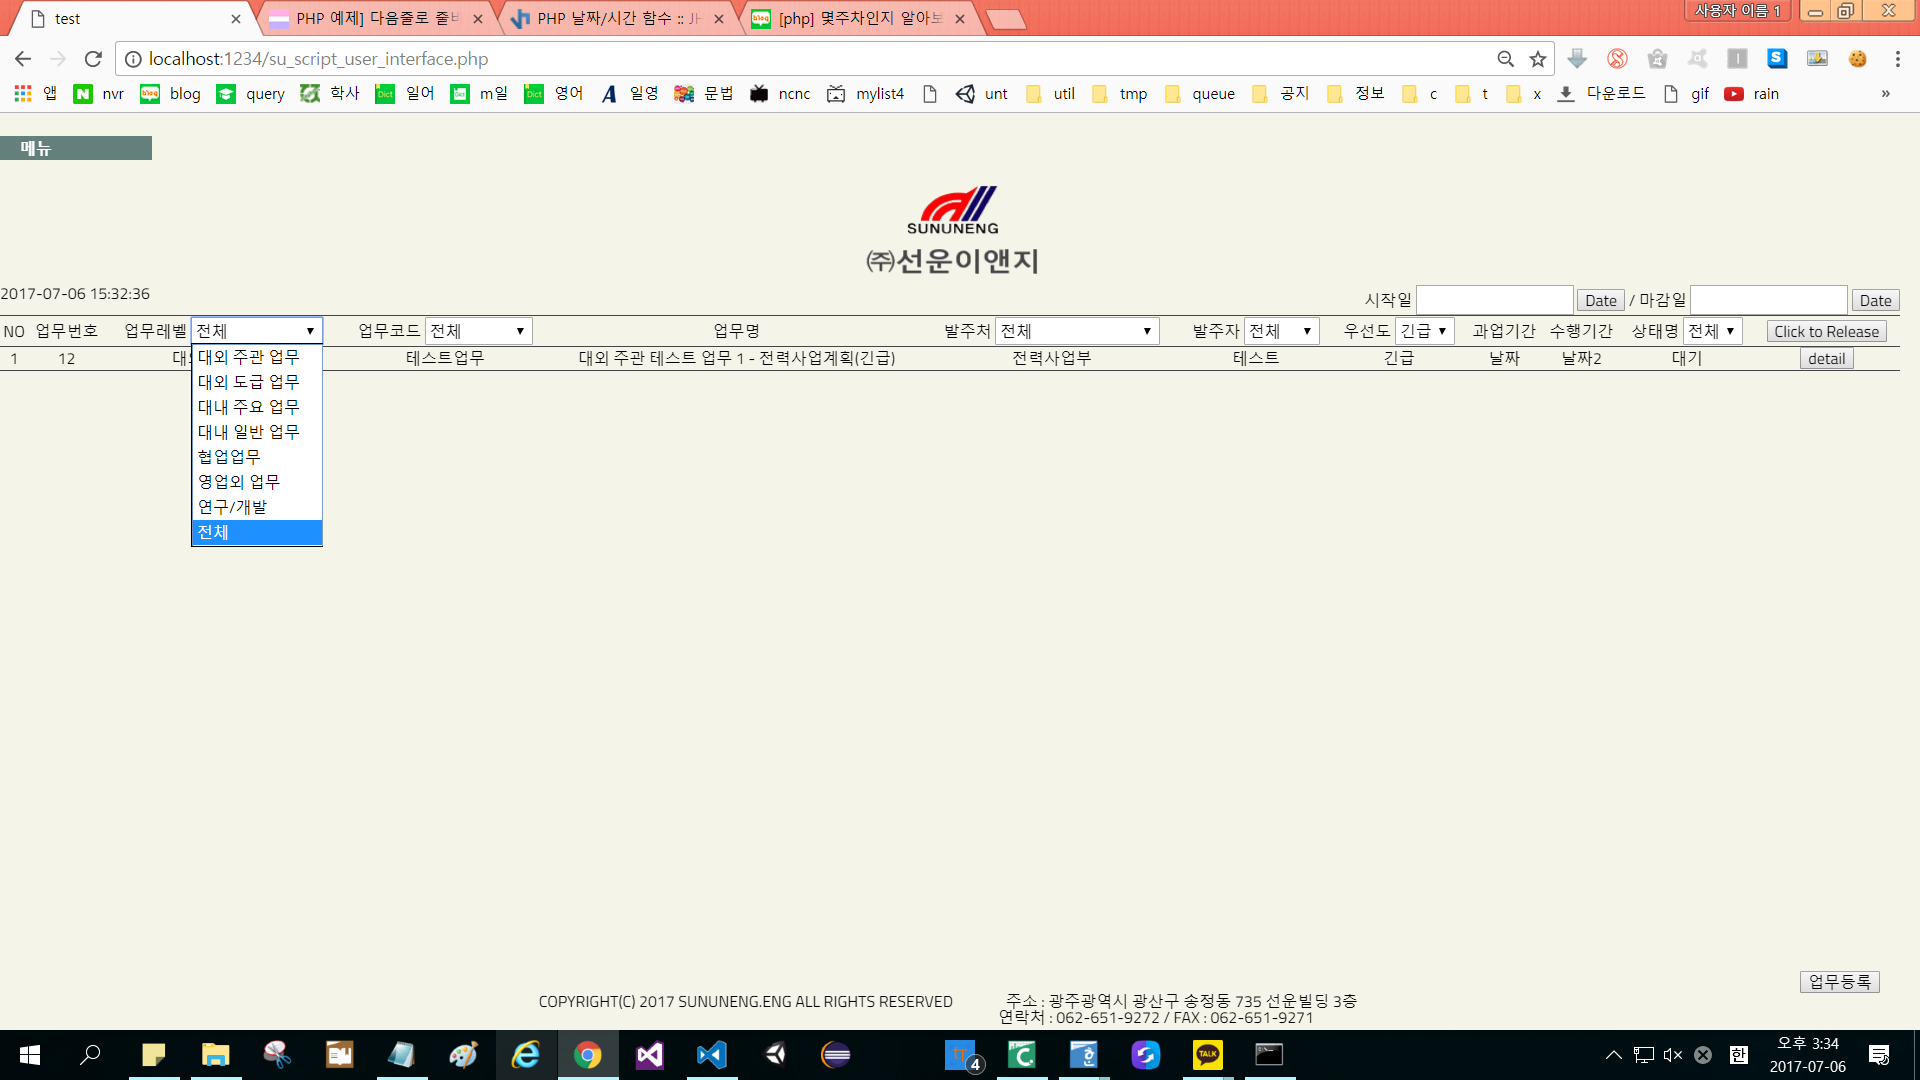 test
PHP 예제] 다음줄로 줄바
PHP 날짜/시간 함수 :: JH
[php] 몇주차인지 알아보
사용자 이름 1
localhost:1234/su_script_user_interface.php
앱 nvr blog query 학사 일어 m일 영어 일영 문법 ncnc mylist4 unt util tmp queue 공지 정보 c t x 다운로드 gif rain »
메뉴
SUNUNENG
㈜선운이앤지
2017-07-06 15:32:36
시작일 Date / 마감일 Date
NO 업무번호 업무레벨 전체 업무코드 전체 업무명 발주처 전체 발주자 전체 우선도 긴급 과업기간 수행기간 상태명 전체 Click to Release
1 12 대외 테스트업무 대외 주관 테스트 업무 1 - 전력사업계획(긴급) 전력사업부 테스트 긴급 날짜 날짜2 대기 detail
대외 주관 업무
대외 도급 업무
대내 주요 업무
대내 일반 업무
협업업무
영업외 업무
연구/개발
전체
업무등록
COPYRIGHT(C) 2017 SUNUNENG.ENG ALL RIGHTS RESERVED 주소 : 광주광역시 광산구 송정동 735 선운빌딩 3층
연락처 : 062-651-9272 / FAX : 062-651-9271
4
TALK
한
오후 3:34
2017-07-06